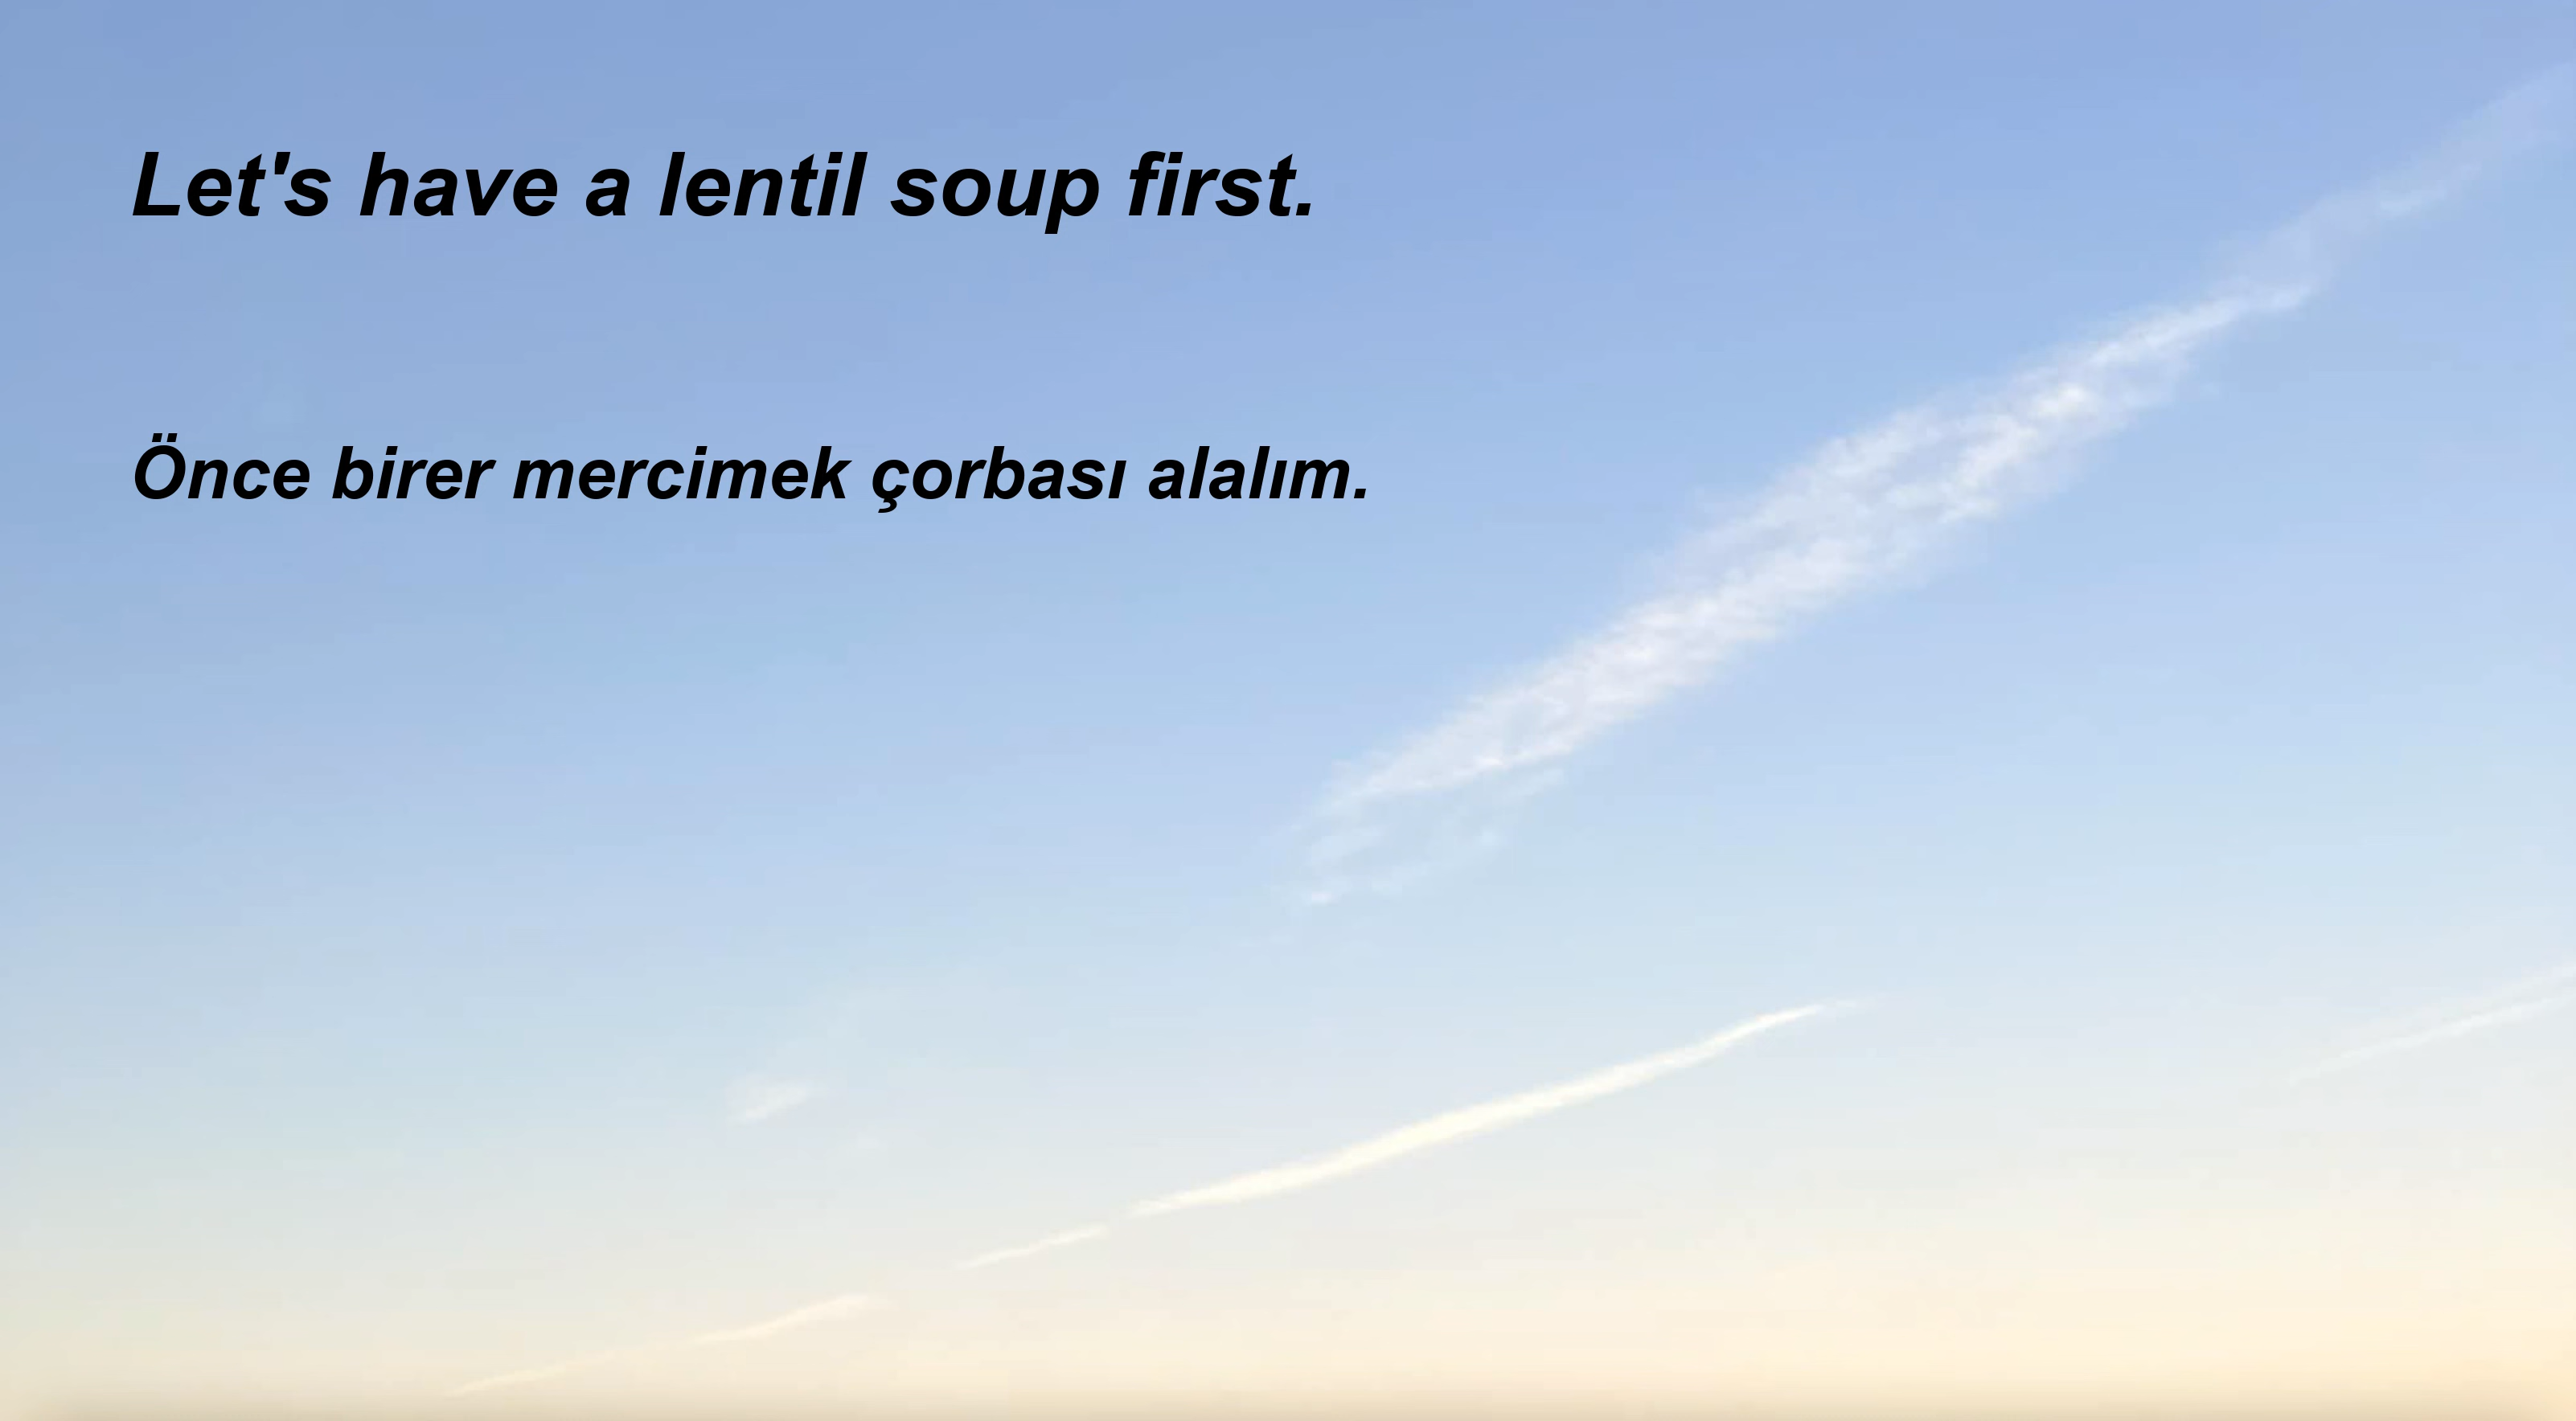 Let's have a lentil soup first.
Önce birer mercimek çorbası alalım.